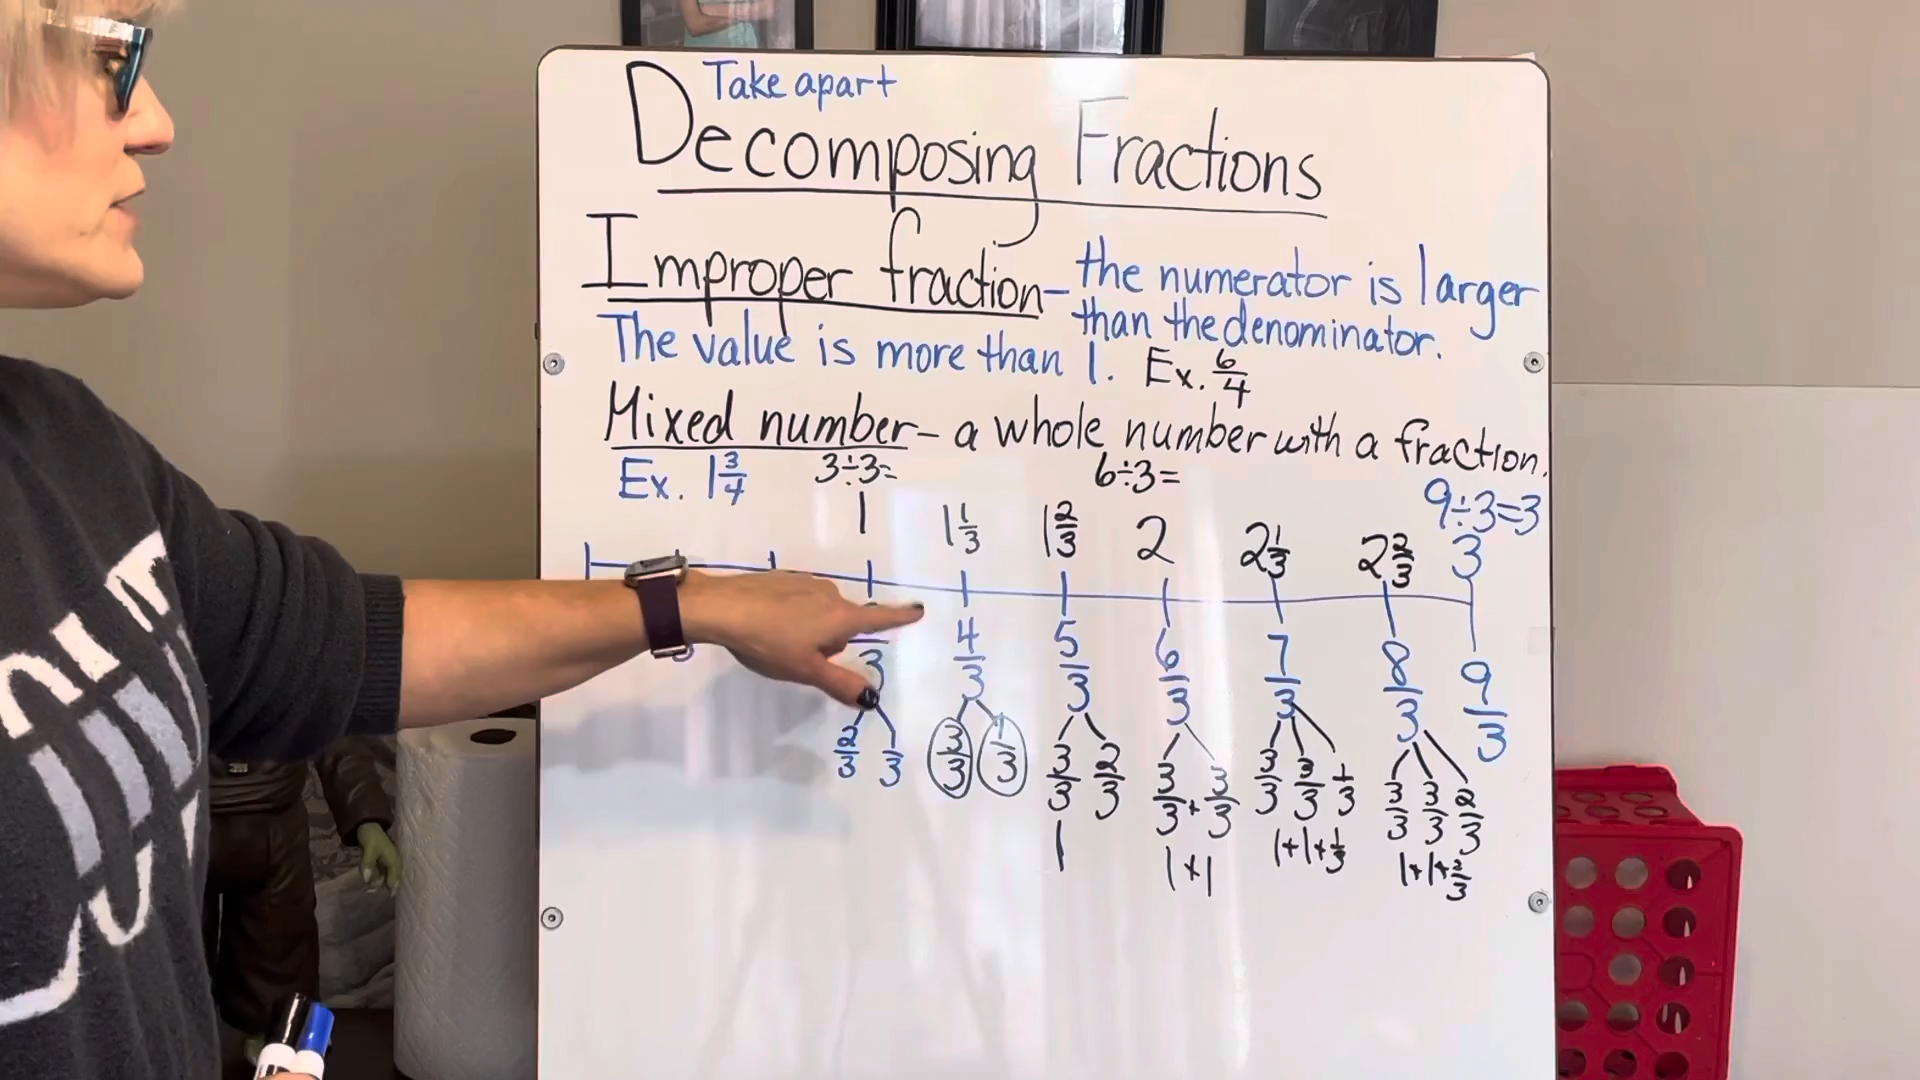 Take apart
Decomposing Fractions
Improper fraction- the numerator is larger
than the denominator.
The value is more than 1. Ex. 6/4
Mixed number- a whole number with a fraction.
Ex. 1 3/4
3÷3= 6÷3= 9÷3=3
1 1 1/3 1 2/3 2 2 1/3 2 2/3 3
4/3 5/3 6/3 7/3 8/3 9/3
2/3 1/3 3/3 1/3 3/3 2/3 3/3 + 3/3 3/3 3/3 1/3 3/3 3/3 2/3
1 1+1 1+1+1/3 1+1+2/3